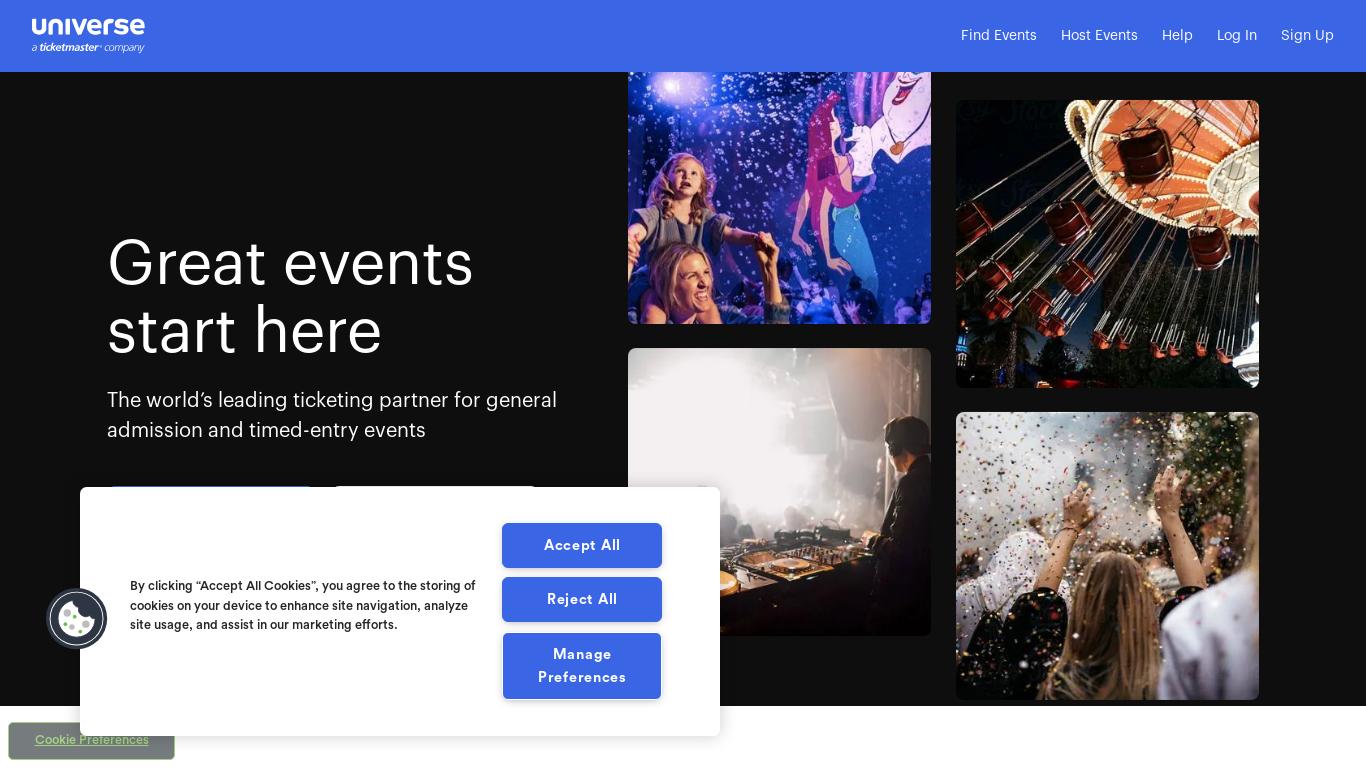 universe
a ticketmaster company
Find Events
Host Events
Help
Log In
Sign Up
Great events
start here
The world’s leading ticketing partner for general
admission and timed-entry events
By clicking “Accept All Cookies”, you agree to the storing of
cookies on your device to enhance site navigation, analyze
site usage, and assist in our marketing efforts.
Accept All
Reject All
Manage
Preferences
Cookie Preferences